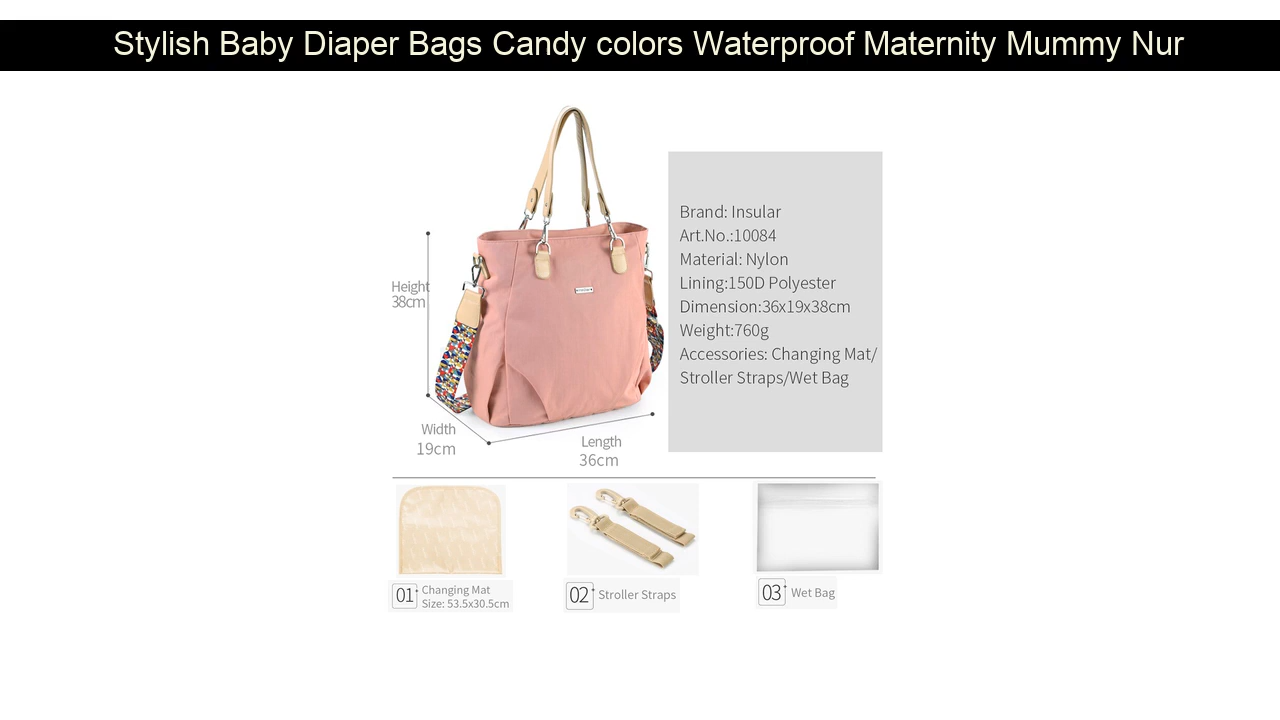 Stylish Baby Diaper Bags Candy colors Waterproof Maternity Mummy Nur
Brand: Insular
Art.No.:10084
Material: Nylon
Lining:150D Polyester
Dimension:36x19x38cm
Weight:760g
Accessories: Changing Mat/
Stroller Straps/Wet Bag
Height
38cm
Width
19cm
Length
36cm
01
Changing Mat
Size: 53.5x30.5cm
02
Stroller Straps
03
Wet Bag